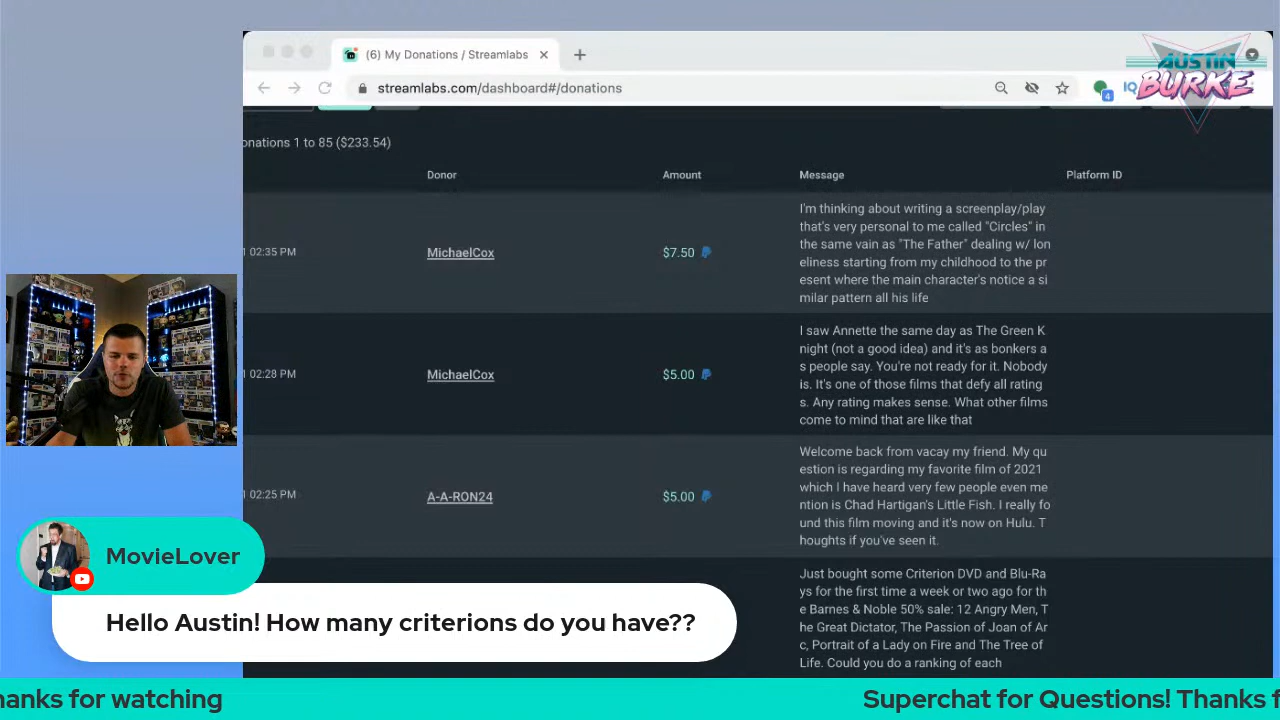 (6) My Donations / Streamlabs
streamlabs.com/dashboard#/donations
4
IQ
AUSTIN
BURKE
onations 1 to 85 ($233.54)
Donor Amount Message Platform ID
1 02:35 PM MichaelCox $7.50
I'm thinking about writing a screenplay/play
that's very personal to me called "Circles" in
the same vain as "The Father" dealing w/ lon
eliness starting from my childhood to the pr
esent where the main character's notice a si
milar pattern all his life
1 02:28 PM MichaelCox $5.00
I saw Annette the same day as The Green K
night (not a good idea) and it's as bonkers a
s people say. You're not ready for it. Nobody
is. It's one of those films that defy all rating
s. Any rating makes sense. What other films
come to mind that are like that
1 02:25 PM A-A-RON24 $5.00
Welcome back from vacay my friend. My qu
estion is regarding my favorite film of 2021
which I have heard very few people even me
ntion is Chad Hartigan's Little Fish. I really fo
und this film moving and it's now on Hulu. T
houghts if you've seen it.
Just bought some Criterion DVD and Blu-Ra
ys for the first time a week or two ago for th
e Barnes & Noble 50% sale: 12 Angry Men, T
he Great Dictator, The Passion of Joan of Ar
c, Portrait of a Lady on Fire and The Tree of
Life. Could you do a ranking of each
MovieLover
Hello Austin! How many criterions do you have??
hanks for watching Superchat for Questions! Thanks f